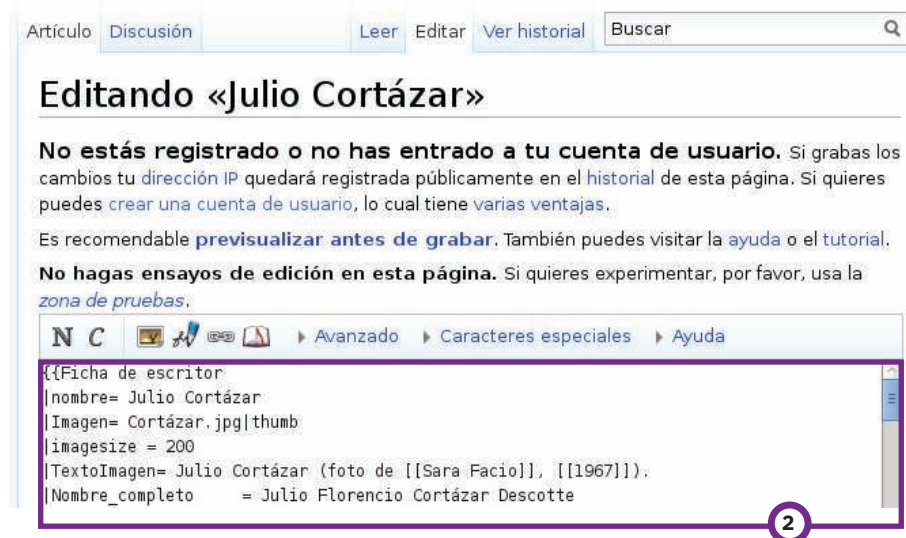 Artículo Discusión Leer Editar Ver historial Buscar
Editando «Julio Cortázar»
No estás registrado o no has entrado a tu cuenta de usuario. Si grabas los
cambios tu dirección IP quedará registrada públicamente en el historial de esta página. Si quieres
puedes crear una cuenta de usuario, lo cual tiene varias ventajas.
Es recomendable previsualizar antes de grabar. También puedes visitar la ayuda o el tutorial.
No hagas ensayos de edición en esta página. Si quieres experimentar, por favor, usa la
zona de pruebas.
N C Avanzado Caracteres especiales Ayuda
{{Ficha de escritor
|nombre= Julio Cortázar
|Imagen= Cortázar.jpg|thumb
|imagesize = 200
|TextoImagen= Julio Cortázar (foto de [[Sara Facio]], [[1967]]).
|Nombre_completo = Julio Florencio Cortázar Descotte
2